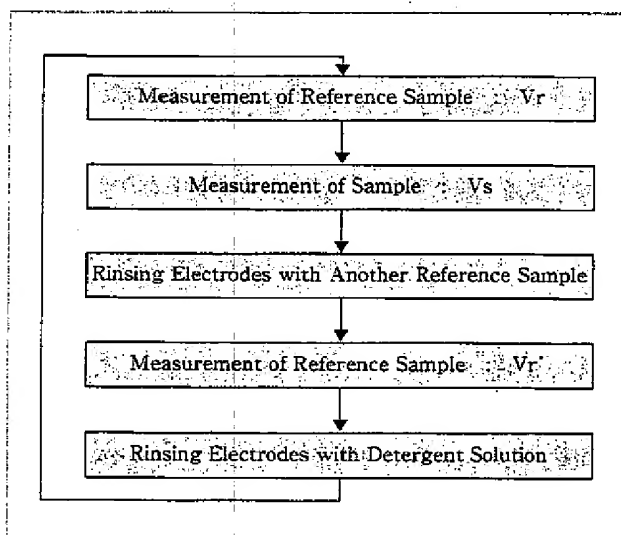 Measurement of Reference Sample : Vr
Measurement of Sample : Vs
Rinsing Electrodes with Another Reference Sample
Measurement of Reference Sample : Vr'
Rinsing Electrodes with Detergent Solution